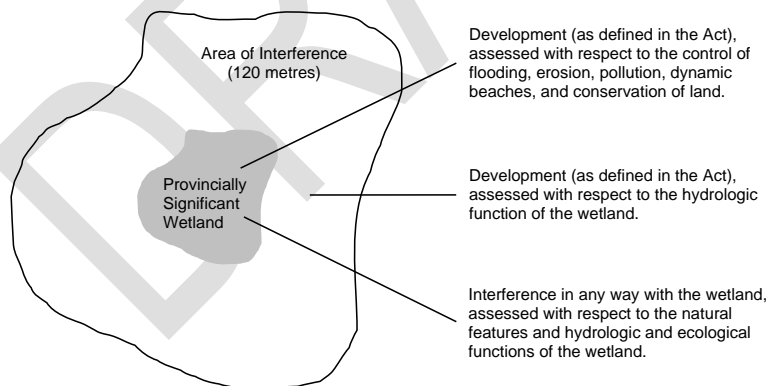 Area of Interference
(120 metres)
Provincially
Significant
Wetland
Development (as defined in the Act),
assessed with respect to the control of
flooding, erosion, pollution, dynamic
beaches, and conservation of land.
Development (as defined in the Act),
assessed with respect to the hydrologic
function of the wetland.
Interference in any way with the wetland,
assessed with respect to the natural
features and hydrologic and ecological
functions of the wetland.